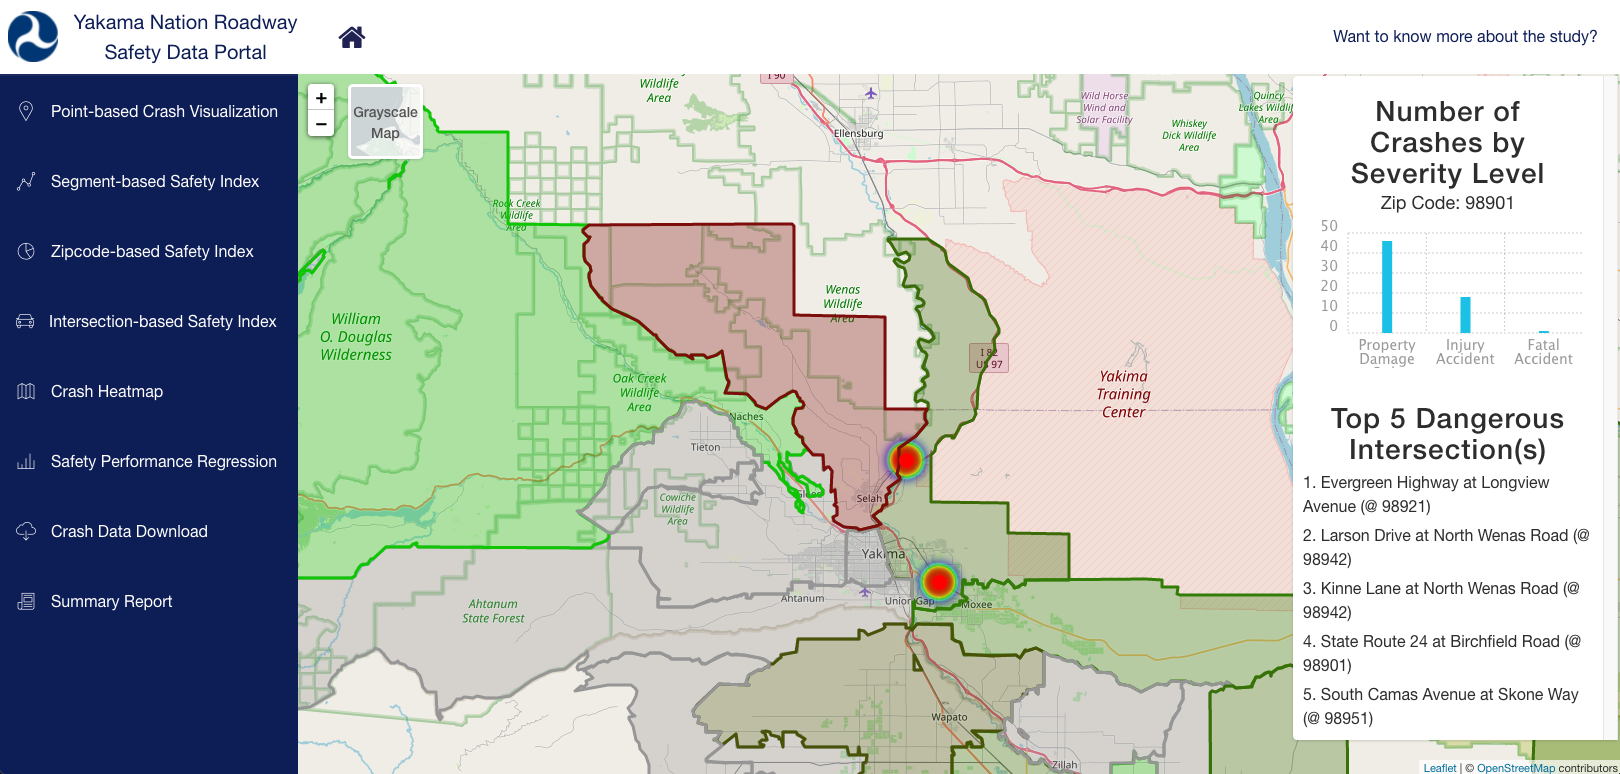 Yakama Nation Roadway
Safety Data Portal
Want to know more about the study?
Point-based Crash Visualization
Segment-based Safety Index
Zipcode-based Safety Index
Intersection-based Safety Index
Crash Heatmap
Safety Performance Regression
Crash Data Download
Summary Report
+
−
Grayscale
Map
I 90
Wildlife
Area
Ellensburg
Wild Horse
Wind and
Solar Facility
Quincy
Lakes Wildlif
Area
Whiskey
Dick Wildlife
Area
Rock Creek
Wildlife
Area
Wenas
Wildlife
Area
William
O. Douglas
Wilderness
I 82
US 97
Yakima
Training
Center
Oak Creek
Wildlife
Area
Naches
Tieton
Cowiche
Wildlife
Area
Gleed
Selah
Yakima
Ahtanum
Union Gap
Moxee
Ahtanum
State Forest
Wapato
Zillah
Number of
Crashes by
Severity Level
Zip Code: 98901
50
40
30
20
10
0
Property
Damage
Injury
Accident
Fatal
Accident
Top 5 Dangerous
Intersection(s)
1. Evergreen Highway at Longview
Avenue (@ 98921)
2. Larson Drive at North Wenas Road (@
98942)
3. Kinne Lane at North Wenas Road (@
98942)
4. State Route 24 at Birchfield Road (@
98901)
5. South Camas Avenue at Skone Way
(@ 98951)
Leaflet | © OpenStreetMap contributors